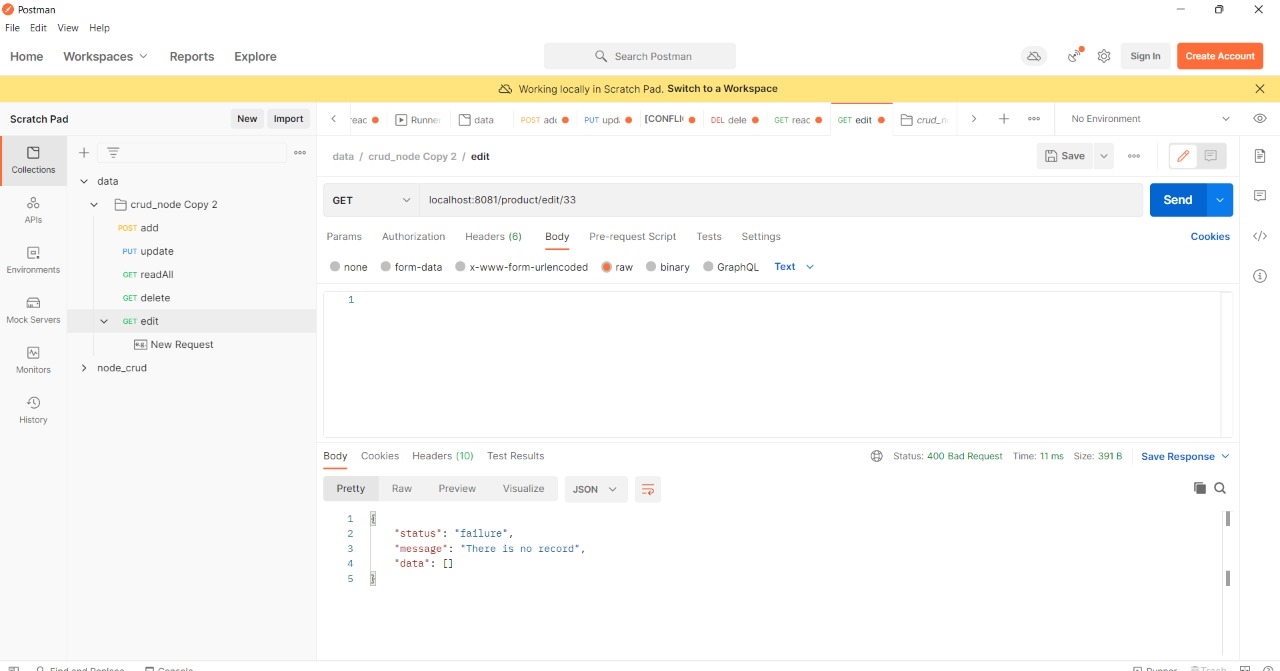 Postman
File Edit View Help
Home Workspaces Reports Explore Search Postman Sign In Create Account
Working locally in Scratch Pad. Switch to a Workspace
Scratch Pad New Import
Runner data POST PUT [CONFLI DEL dele GET GET edit No Environment
Collections
APIs
Environments
Mock Servers
Monitors
History
data
crud_node Copy 2
POST add
PUT update
GET readAll
GET delete
GET edit
e.g. New Request
node_crud
data / crud_node Copy 2 / edit Save
GET localhost:8081/product/edit/33 Send
Params Authorization Headers (6) Body Pre-request Script Tests Settings Cookies
none form-data x-www-form-urlencoded raw binary GraphQL Text
1
Body Cookies Headers (10) Test Results Status: 400 Bad Request Time: 11 ms Size: 391 B Save Response
Pretty Raw Preview Visualize JSON
1 {
2 "status": "failure",
3 "message": "There is no record",
4 "data": []
5 }
Find and Replace Console Runner Trash